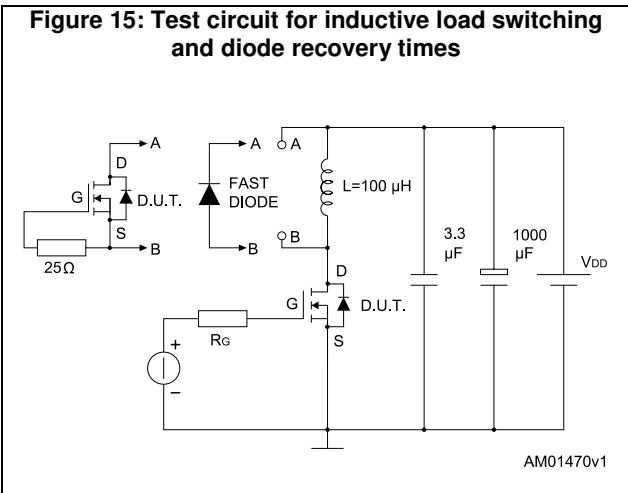 Figure 15: Test circuit for inductive load switching
and diode recovery times
A
D
G
D.U.T.
S
B
25Ω
A
FAST
DIODE
B
A
L=100 µH
B
D
G
D.U.T.
S
RG
+
−
3.3
µF
1000
µF
VDD
AM01470v1